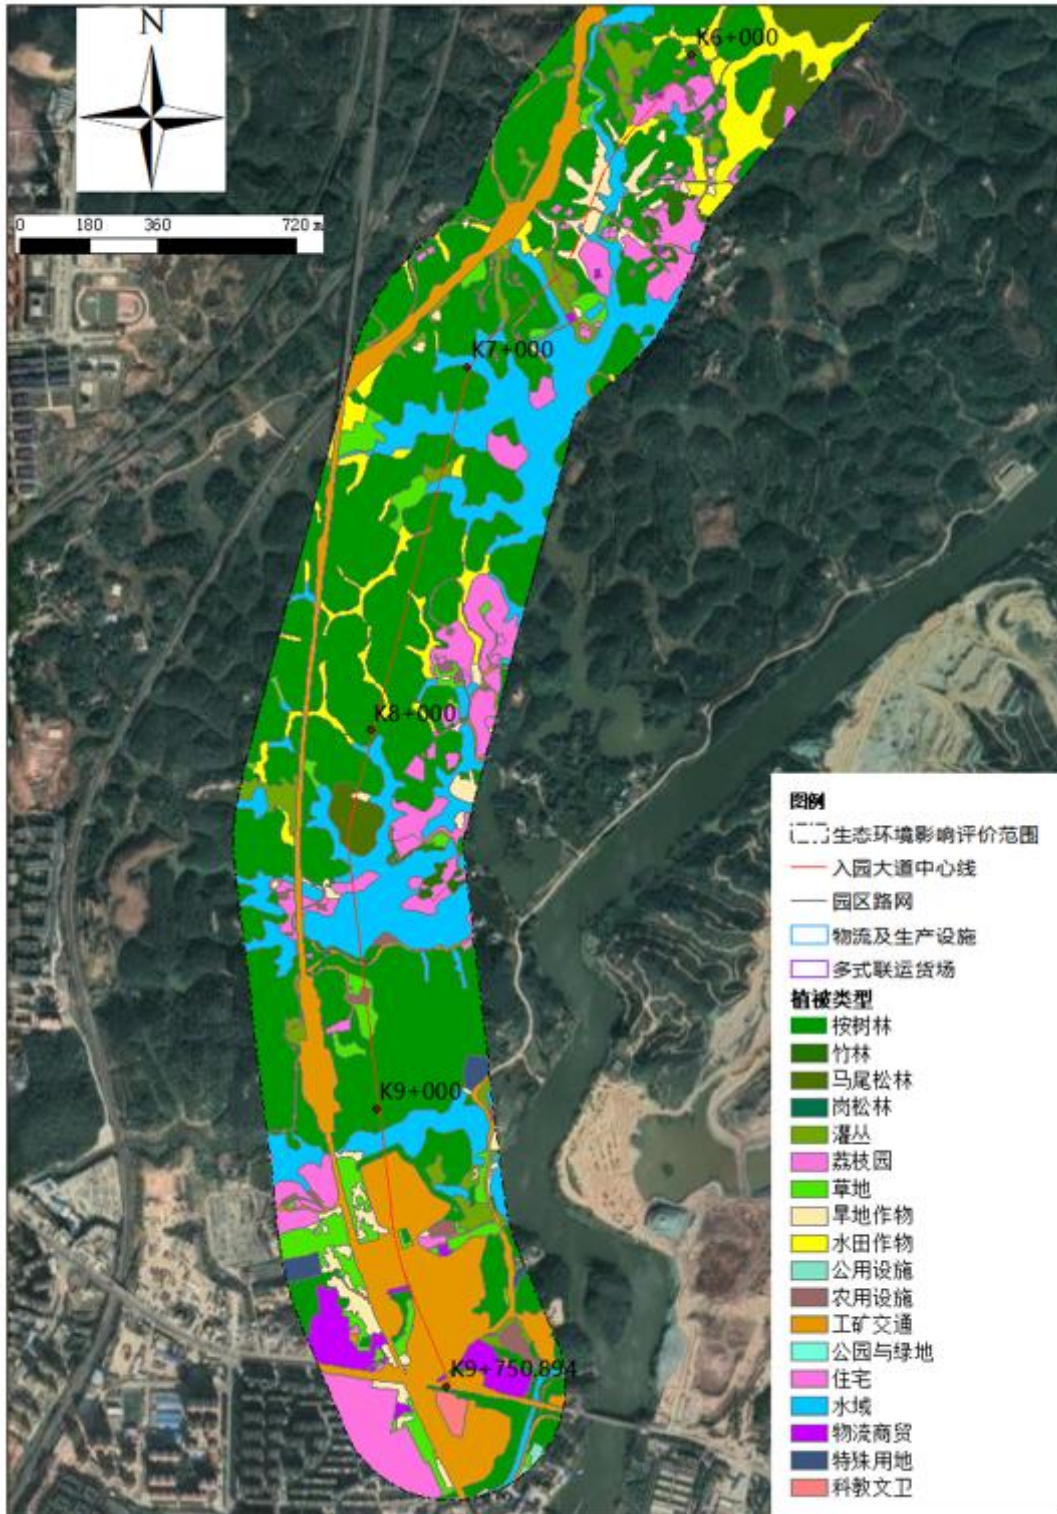 N
K6+000
0 180 360 720 m
K7+000
K8+000
K9+000
K9+750.894
图例
生态环境影响评价范围
入园大道中心线
园区路网
物流及生产设施
多式联运货场
植被类型
桉树林
竹林
马尾松林
岗松林
灌丛
荔枝园
草地
旱地作物
水田作物
公用设施
农用设施
工矿交通
公园与绿地
住宅
水域
物流商贸
特殊用地
科教文卫